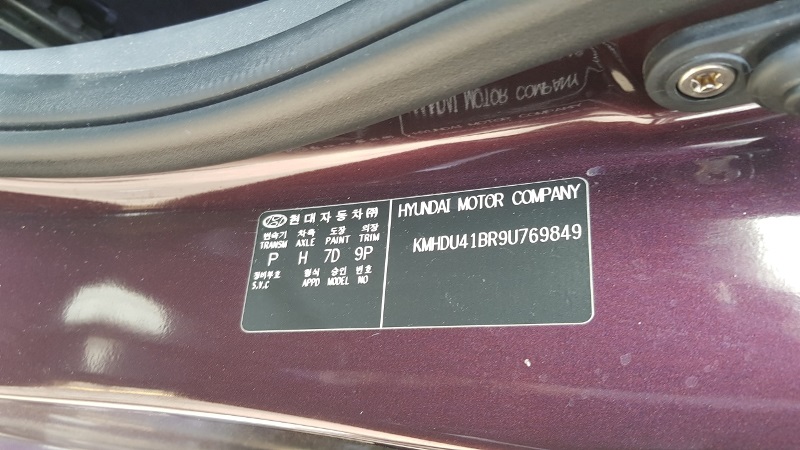 현대자동차㈜
변속기 차축 도장 의장
TRANSM AXLE PAINT TRIM
P H 7D 9P
정비부호 형식 승인 번호
S.V.C APPD MODEL NO
HYUNDAI MOTOR COMPANY
KMHDU41BR9U769849